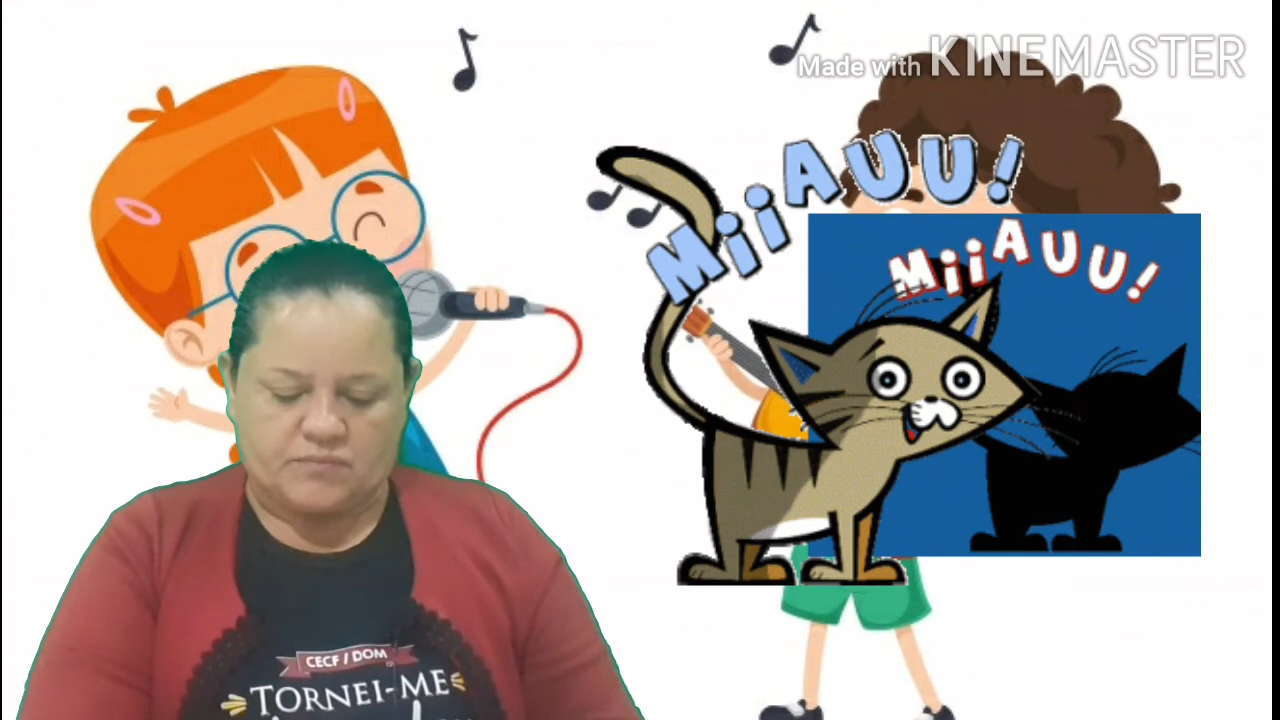 Made with KINEMASTER
MiiAUU!
MiiAUU!
CECF / DOM
TORNEI-ME